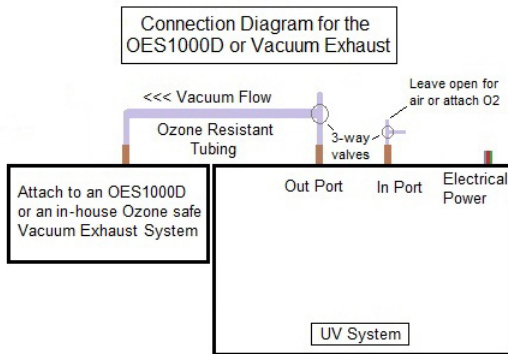 Connection Diagram for the
OES1000D or Vacuum Exhaust
<<< Vacuum Flow
Leave open for
air or attach O2
Ozone Resistant
Tubing
3-way
valves
Attach to an OES1000D
or an in-house Ozone safe
Vacuum Exhaust System
Out Port
In Port
Electrical
Power
UV System